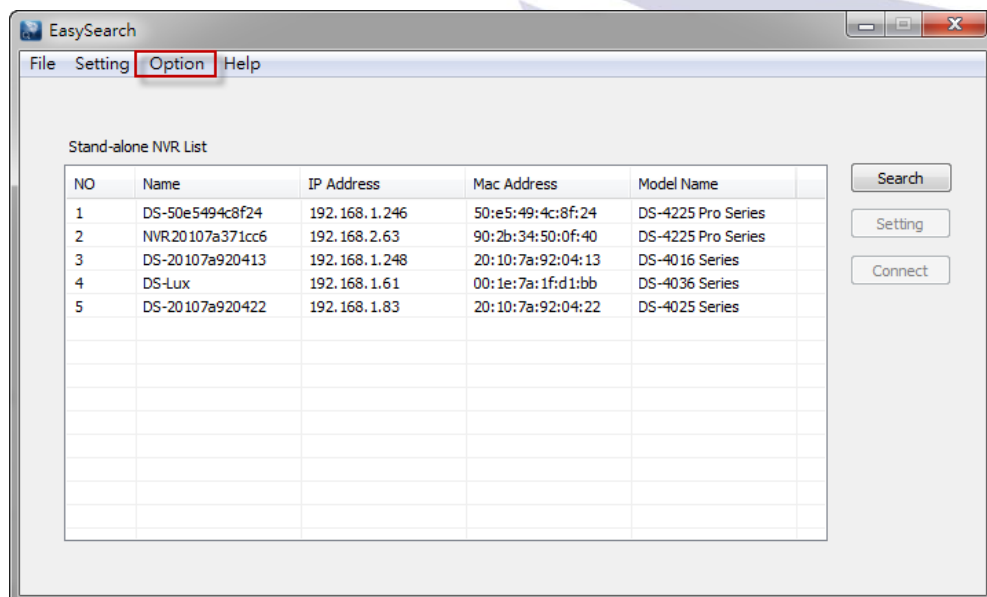 EasySearch
File Setting Option Help
Stand-alone NVR List
NO Name IP Address Mac Address Model Name
1 DS-50e5494c8f24 192.168.1.246 50:e5:49:4c:8f:24 DS-4225 Pro Series
2 NVR20107a371cc6 192.168.2.63 90:2b:34:50:0f:40 DS-4225 Pro Series
3 DS-20107a920413 192.168.1.248 20:10:7a:92:04:13 DS-4016 Series
4 DS-Lux 192.168.1.61 00:1e:7a:1f:d1:bb DS-4036 Series
5 DS-20107a920422 192.168.1.83 20:10:7a:92:04:22 DS-4025 Series
Search
Setting
Connect